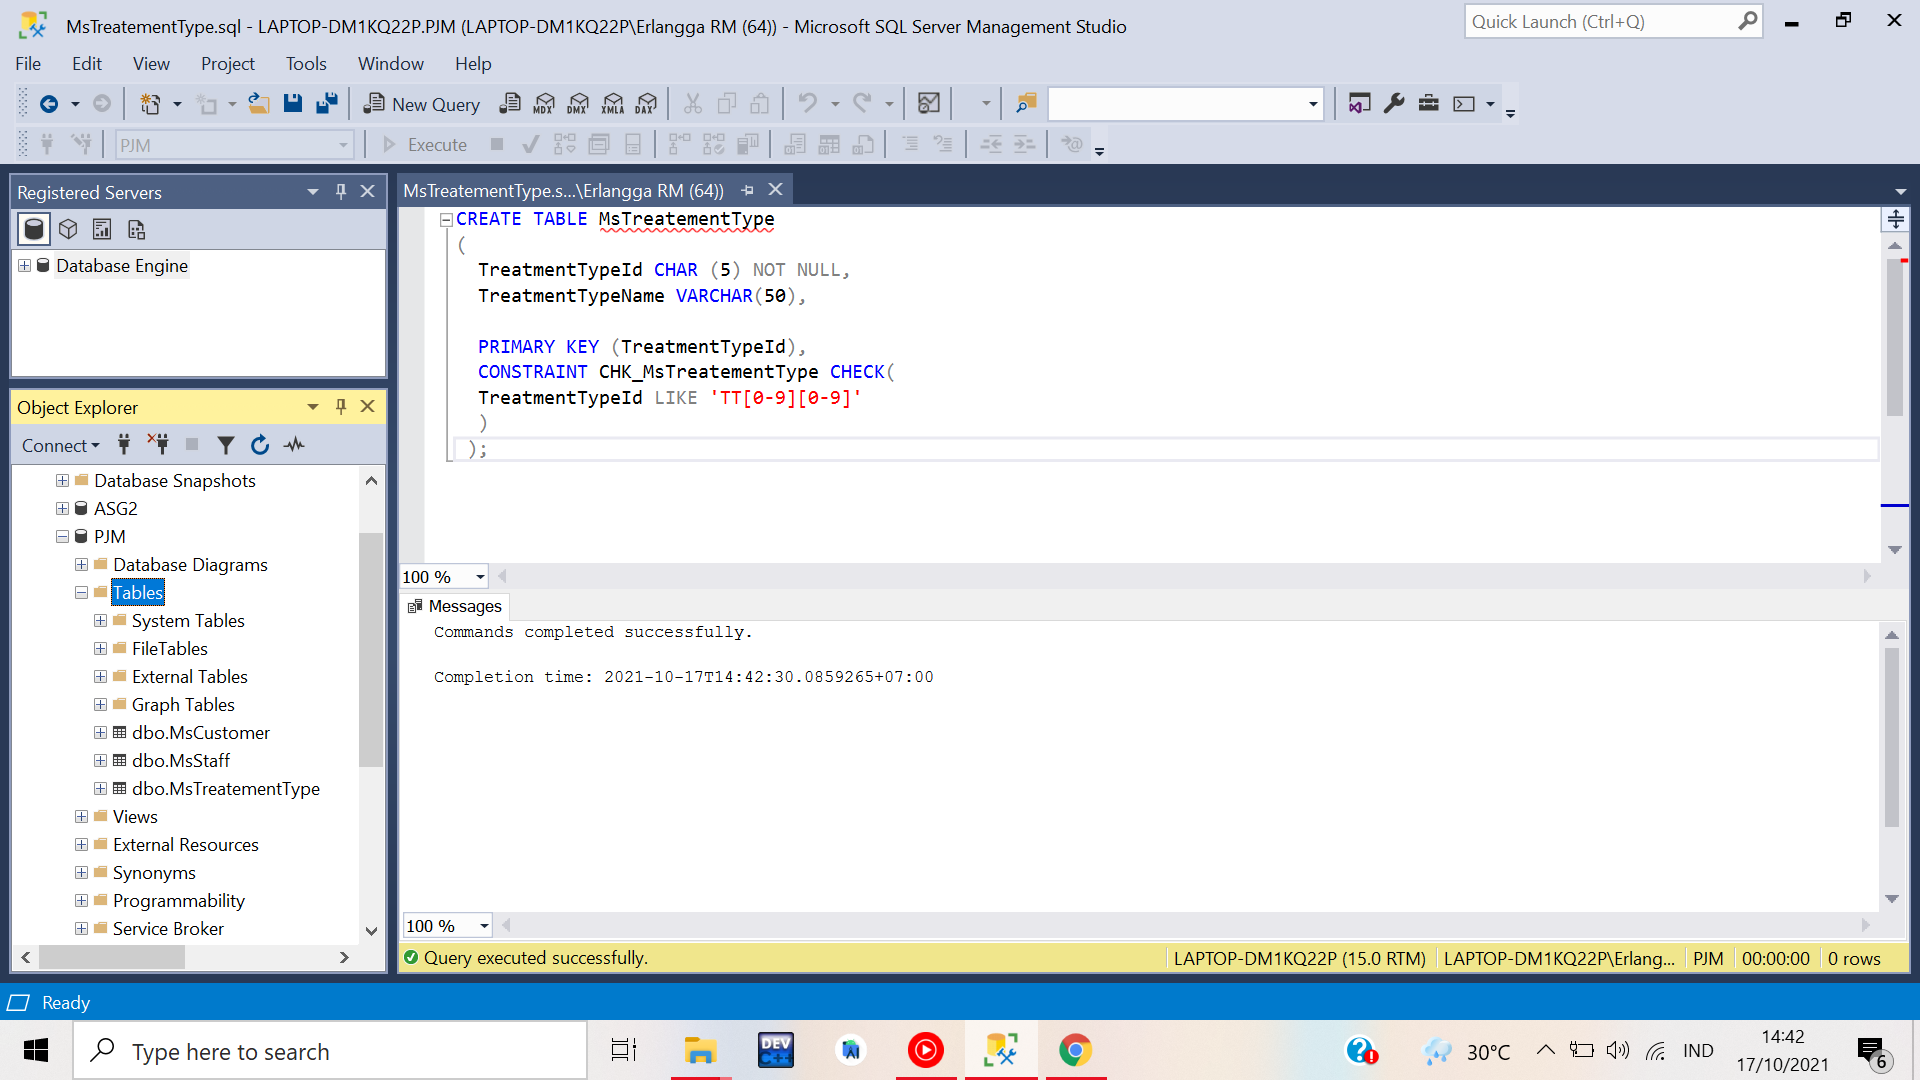 MsTreatementType.sql - LAPTOP-DM1KQ22P.PJM (LAPTOP-DM1KQ22P\Erlangga RM (64)) - Microsoft SQL Server Management Studio
Quick Launch (Ctrl+Q)
File Edit View Project Tools Window Help
New Query MDX DMX XMLA DAX
PJM Execute
Registered Servers
Database Engine
Object Explorer
Connect
Database Snapshots
ASG2
PJM
Database Diagrams
Tables
System Tables
FileTables
External Tables
Graph Tables
dbo.MsCustomer
dbo.MsStaff
dbo.MsTreatementType
Views
External Resources
Synonyms
Programmability
Service Broker
MsTreatementType.s...\Erlangga RM (64))
CREATE TABLE MsTreatementType
(
TreatmentTypeId CHAR (5) NOT NULL,
TreatmentTypeName VARCHAR(50),
PRIMARY KEY (TreatmentTypeId),
CONSTRAINT CHK_MsTreatementType CHECK(
TreatmentTypeId LIKE 'TT[0-9][0-9]'
)
);
100 %
Messages
Commands completed successfully.
Completion time: 2021-10-17T14:42:30.0859265+07:00
100 %
Query executed successfully. LAPTOP-DM1KQ22P (15.0 RTM) LAPTOP-DM1KQ22P\Erlang... PJM 00:00:00 0 rows
Ready
Type here to search
DEV C++
30°C
IND
14:42
17/10/2021
6